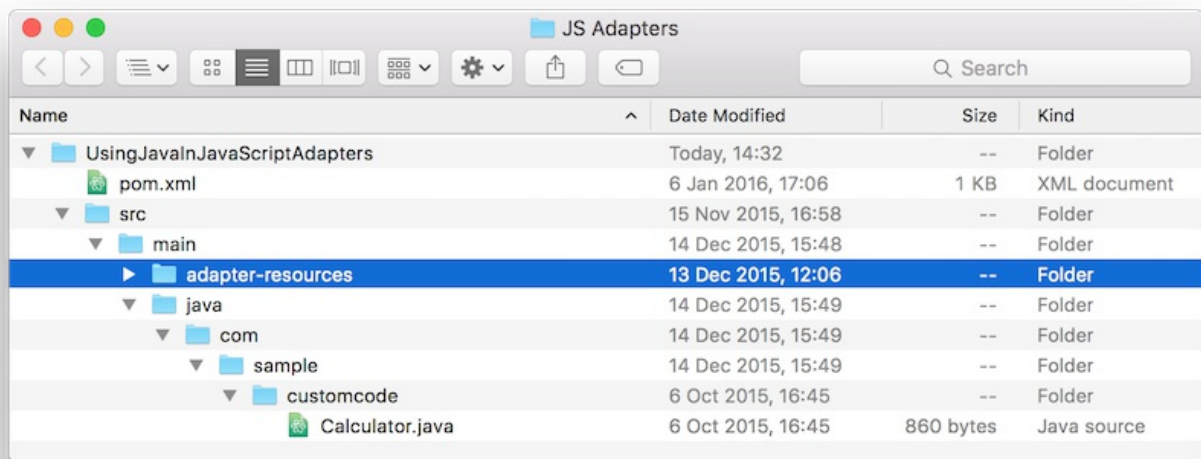 JS Adapters
Search
Name Date Modified Size Kind
UsingJavaInJavaScriptAdapters Today, 14:32 -- Folder
pom.xml 6 Jan 2016, 17:06 1 KB XML document
src 15 Nov 2015, 16:58 -- Folder
main 14 Dec 2015, 15:48 -- Folder
adapter-resources 13 Dec 2015, 12:06 -- Folder
java 14 Dec 2015, 15:49 -- Folder
com 14 Dec 2015, 15:49 -- Folder
sample 14 Dec 2015, 15:49 -- Folder
customcode 6 Oct 2015, 16:45 -- Folder
Calculator.java 6 Oct 2015, 16:45 860 bytes Java source